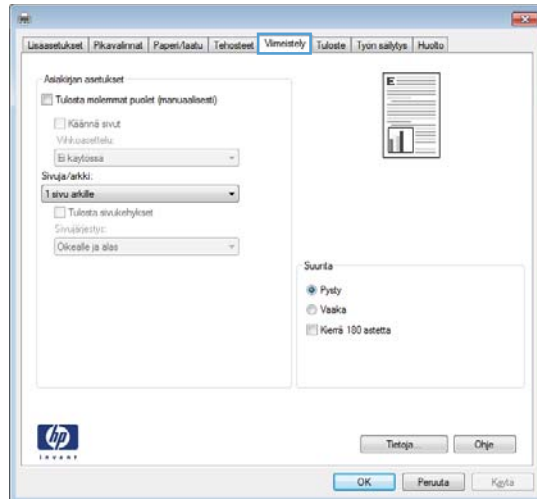 Lisäasetukset Pikavalinnat Paperi/laatu Tehosteet Viimeistely Tuloste Työn säilytys Huolto
Asiakirjan asetukset
Tulosta molemmat puolet (manuaalisesti)
Käännä sivut
Vihkoasettelu:
Ei käytössä
Sivuja/arkki:
1 sivu arkille
Tulosta sivukehykset
Sivujärjestys:
Oikealle ja alas
E
Suunta
Pysty
Vaaka
Kierrä 180 astetta
hp
invent
Tietoja... Ohje
OK Peruuta Käytä